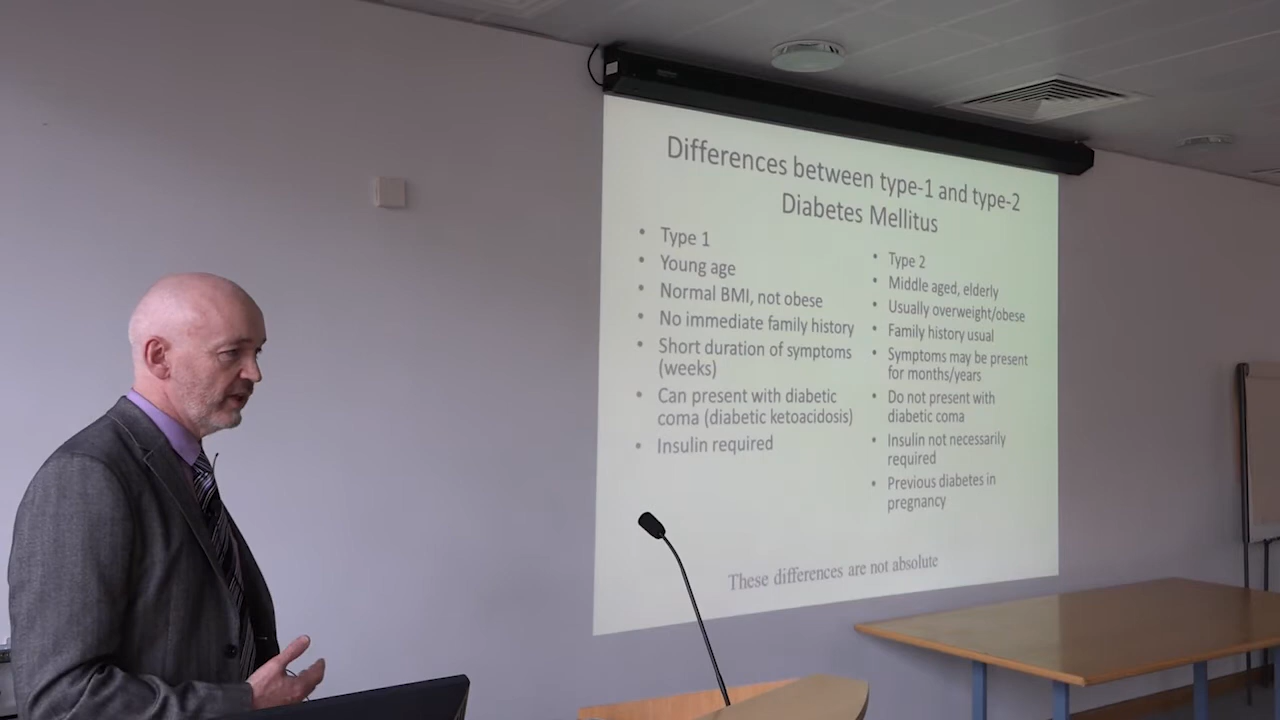 Differences between type-1 and type-2
Diabetes Mellitus
• Type 1
• Young age
• Normal BMI, not obese
• No immediate family history
• Short duration of symptoms
(weeks)
• Can present with diabetic
coma (diabetic ketoacidosis)
• Insulin required
• Type 2
• Middle aged, elderly
• Usually overweight/obese
• Family history usual
• Symptoms may be present
for months/years
• Do not present with
diabetic coma
• Insulin not necessarily
required
• Previous diabetes in
pregnancy
These differences are not absolute